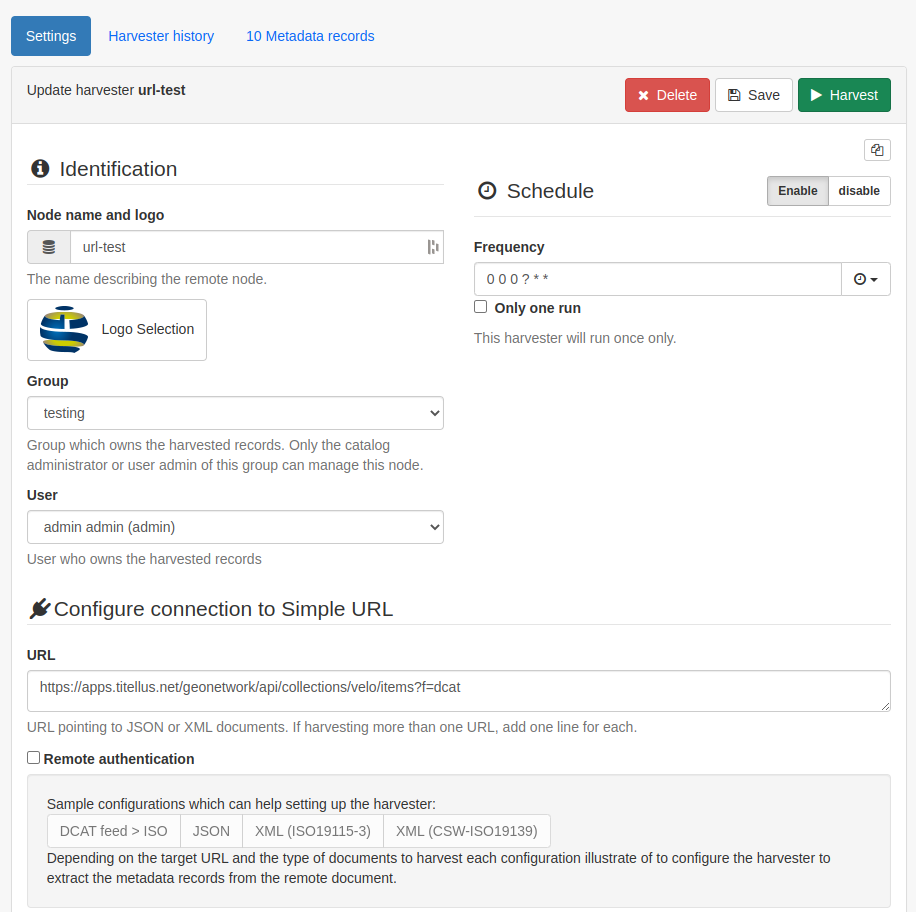 Settings
Harvester history
10 Metadata records
Update harvester url-test
Delete
Save
Harvest
Identification
Node name and logo
url-test
The name describing the remote node.
Logo Selection
Group
testing
Group which owns the harvested records. Only the catalog
administrator or user admin of this group can manage this node.
User
admin admin (admin)
User who owns the harvested records
Schedule
Enable
disable
Frequency
0 0 0 ? * *
Only one run
This harvester will run once only.
Configure connection to Simple URL
URL
https://apps.titellus.net/geonetwork/api/collections/velo/items?f=dcat
URL pointing to JSON or XML documents. If harvesting more than one URL, add one line for each.
Remote authentication
Sample configurations which can help setting up the harvester:
DCAT feed > ISO
JSON
XML (ISO19115-3)
XML (CSW-ISO19139)
Depending on the target URL and the type of documents to harvest each configuration illustrate of to configure the harvester to
extract the metadata records from the remote document.